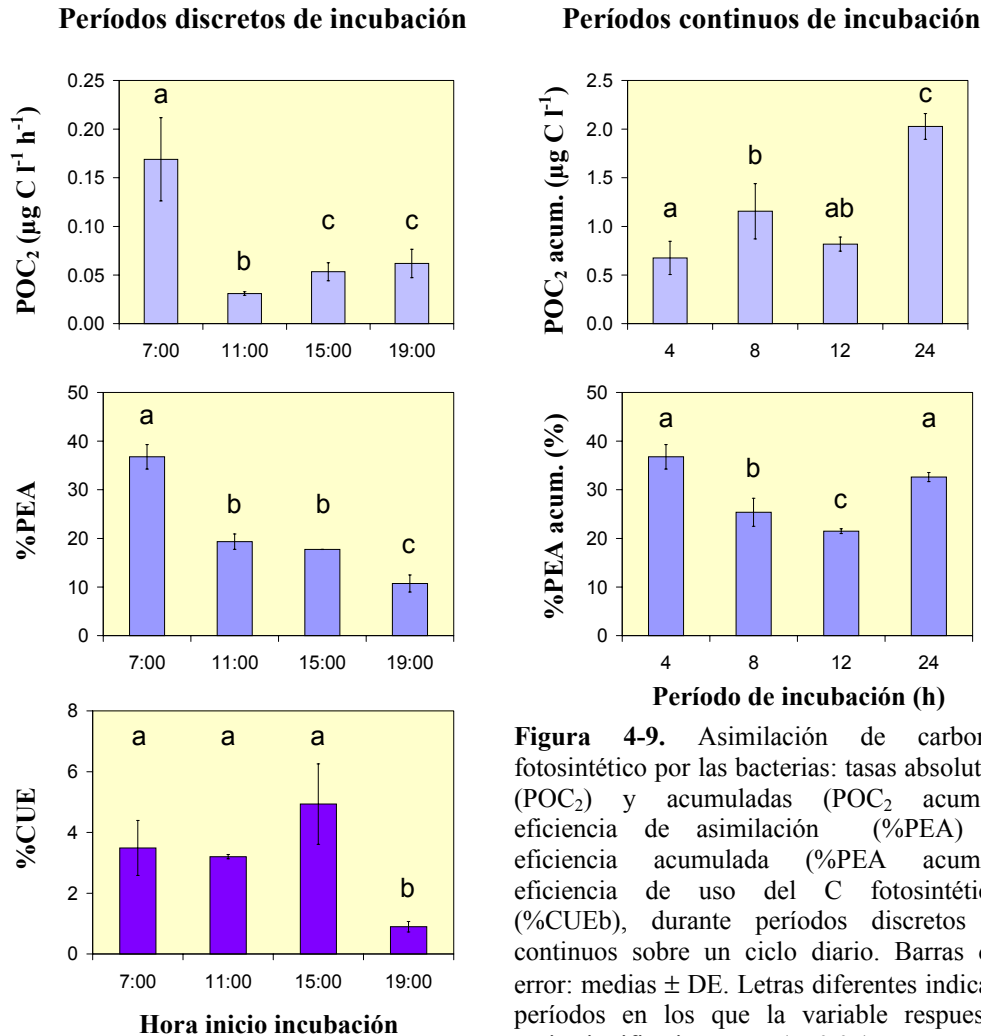 Períodos discretos de incubación
Períodos continuos de incubación
POC₂ (µg C l⁻¹ h⁻¹)
0.25
0.20
0.15
0.10
0.05
0.00
a
b
c
c
7:00 11:00 15:00 19:00
POC₂ acum. (µg C l⁻¹)
2.5
2.0
1.5
1.0
0.5
0.0
a
b
ab
c
4 8 12 24
%PEA
50
40
30
20
10
0
a
b
b
c
7:00 11:00 15:00 19:00
%PEA acum. (%)
50
40
30
20
10
0
a
b
c
a
4 8 12 24
Período de incubación (h)
%CUE
8
6
4
2
0
a
a
a
b
7:00 11:00 15:00 19:00
Hora inicio incubación
Figura 4-9. Asimilación de carbon
fotosintético por las bacterias: tasas absolut
(POC₂) y acumuladas (POC₂ acum
eficiencia de asimilación (%PEA)
eficiencia acumulada (%PEA acum
eficiencia de uso del C fotosintétic
(%CUEb), durante períodos discretos
continuos sobre un ciclo diario. Barras d
error: medias ± DE. Letras diferentes indica
períodos en los que la variable respues